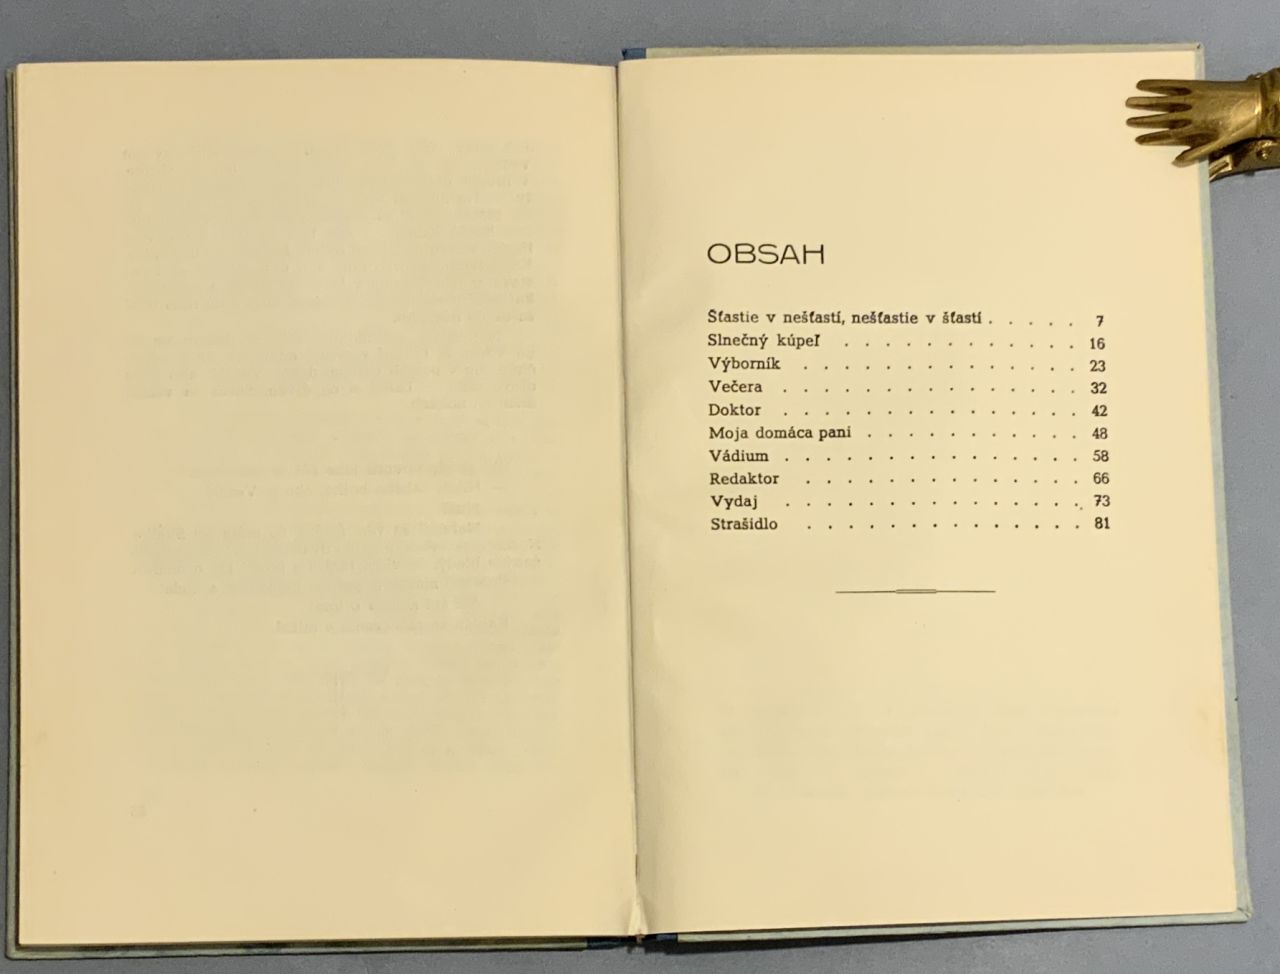 OBSAH
Šťastie v nešťastí, nešťastie v šťastí . . . . . 7
Slnečný kúpeľ . . . . . . . . . . . . 16
Výborník . . . . . . . . . . . . . . 23
Večera . . . . . . . . . . . . . . . 32
Doktor . . . . . . . . . . . . . . . 42
Moja domáca pani . . . . . . . . . . . 48
Vádium . . . . . . . . . . . . . . . 58
Redaktor . . . . . . . . . . . . . . 66
Vydaj . . . . . . . . . . . . . . . 73
Strašidlo . . . . . . . . . . . . . . 81